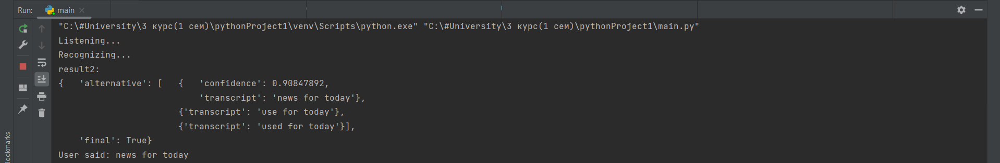 Run: main
"C:\#University\3 курс(1 сем)\pythonProject1\venv\Scripts\python.exe" "C:\#University\3 курс(1 сем)\pythonProject1\main.py"
Listening...
Recognizing...
result2:
{   'alternative': [   {   'confidence': 0.90847892,
                           'transcript': 'news for today'},
                       {'transcript': 'use for today'},
                       {'transcript': 'used for today'}],
    'final': True}
User said: news for today
Bookmarks